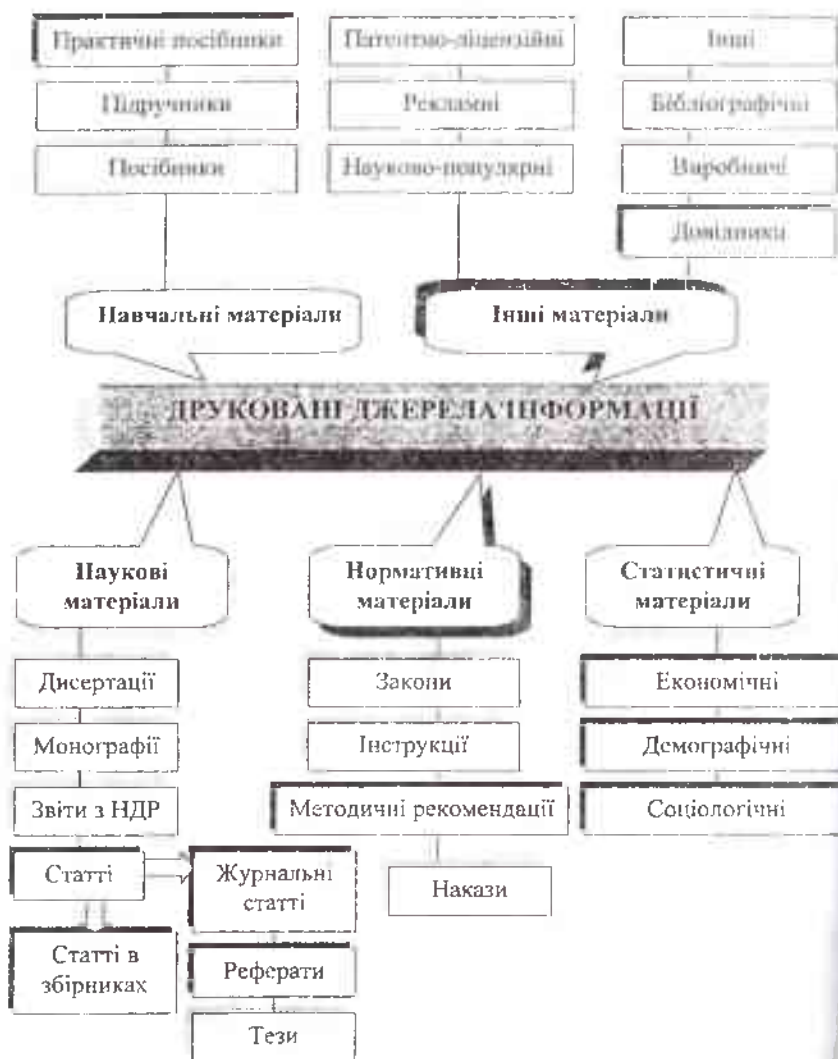 Практичні посібники
Патентно-ліцензійні
Інші
Підручники
Рекламні
Бібліографічні
Посібники
Науково-популярні
Виробничі
Довідники
Навчальні матеріали
Інші матеріали
ДРУКОВАНІ ДЖЕРЕЛА ІНФОРМАЦІЇ
Наукові
матеріали
Нормативні
матеріали
Статистичні
матеріали
Дисертації
Закони
Економічні
Монографії
Інструкції
Демографічні
Звіти з НДР
Методичні рекомендації
Соціологічні
Статті
Журнальні
статті
Накази
Статті в
збірниках
Реферати
Тези